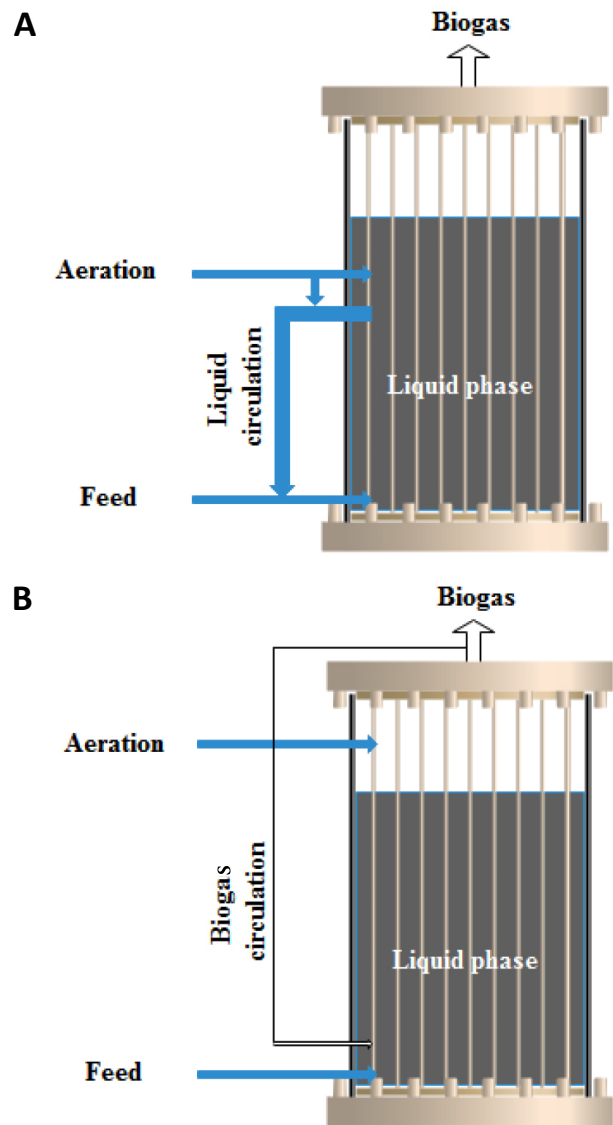 A
Biogas
Aeration
Liquid
circulation
Liquid phase
Feed
B
Biogas
Aeration
Biogas
circulation
Liquid phase
Feed